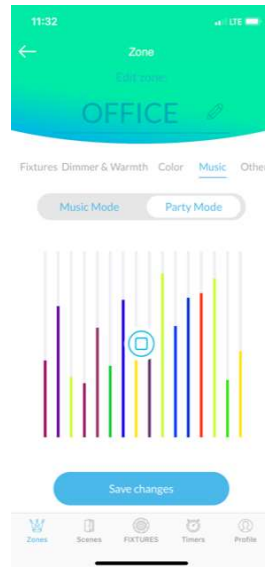 11:32
LTE
Zone
Edit zone
OFFICE
Fixtures Dimmer & Warmth Color Music Othe
Music Mode Party Mode
Save changes
Zones Scenes FIXTURES Timers Profile